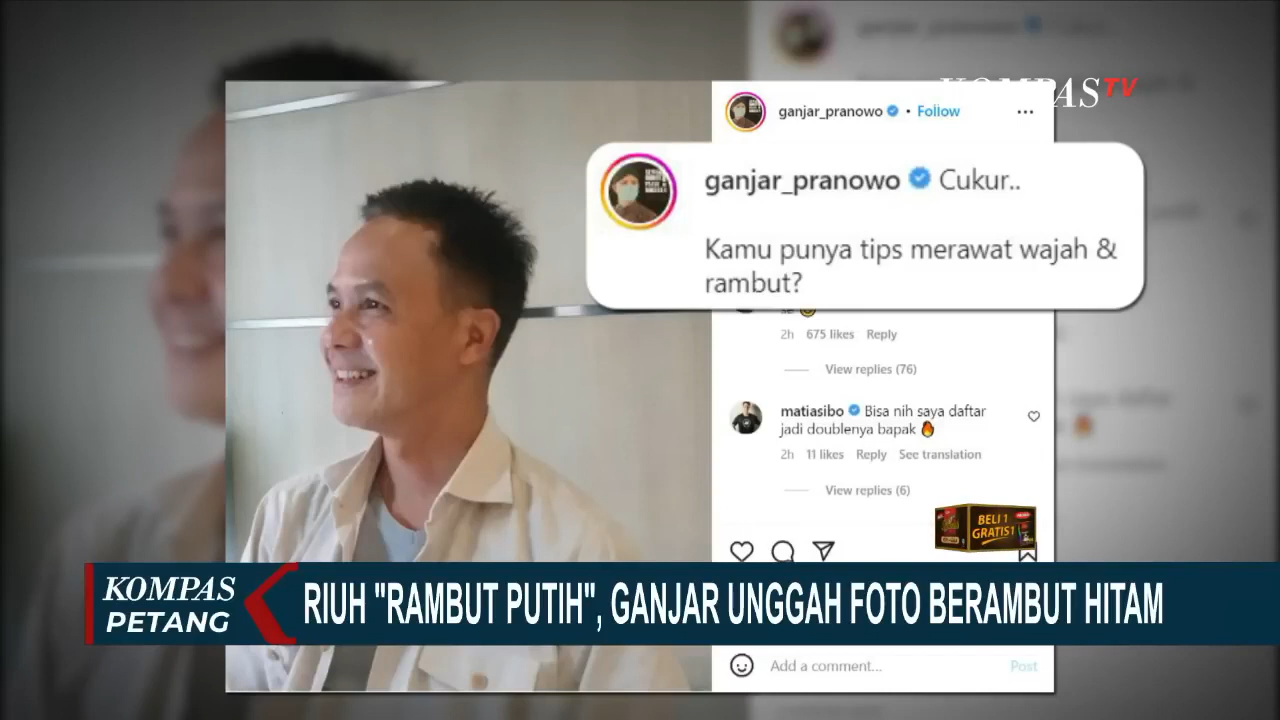 KOMPAS TV
ganjar_pranowo • Follow
ganjar_pranowo Cukur..
Kamu punya tips merawat wajah &
rambut?
2h 675 likes Reply
View replies (76)
matiasibo Bisa nih saya daftar
jadi doublenya bapak 🔥
2h 11 likes Reply See translation
View replies (6)
BELI 1
GRATIS 1
KOMPAS
PETANG
RIUH "RAMBUT PUTIH", GANJAR UNGGAH FOTO BERAMBUT HITAM
Add a comment... Post